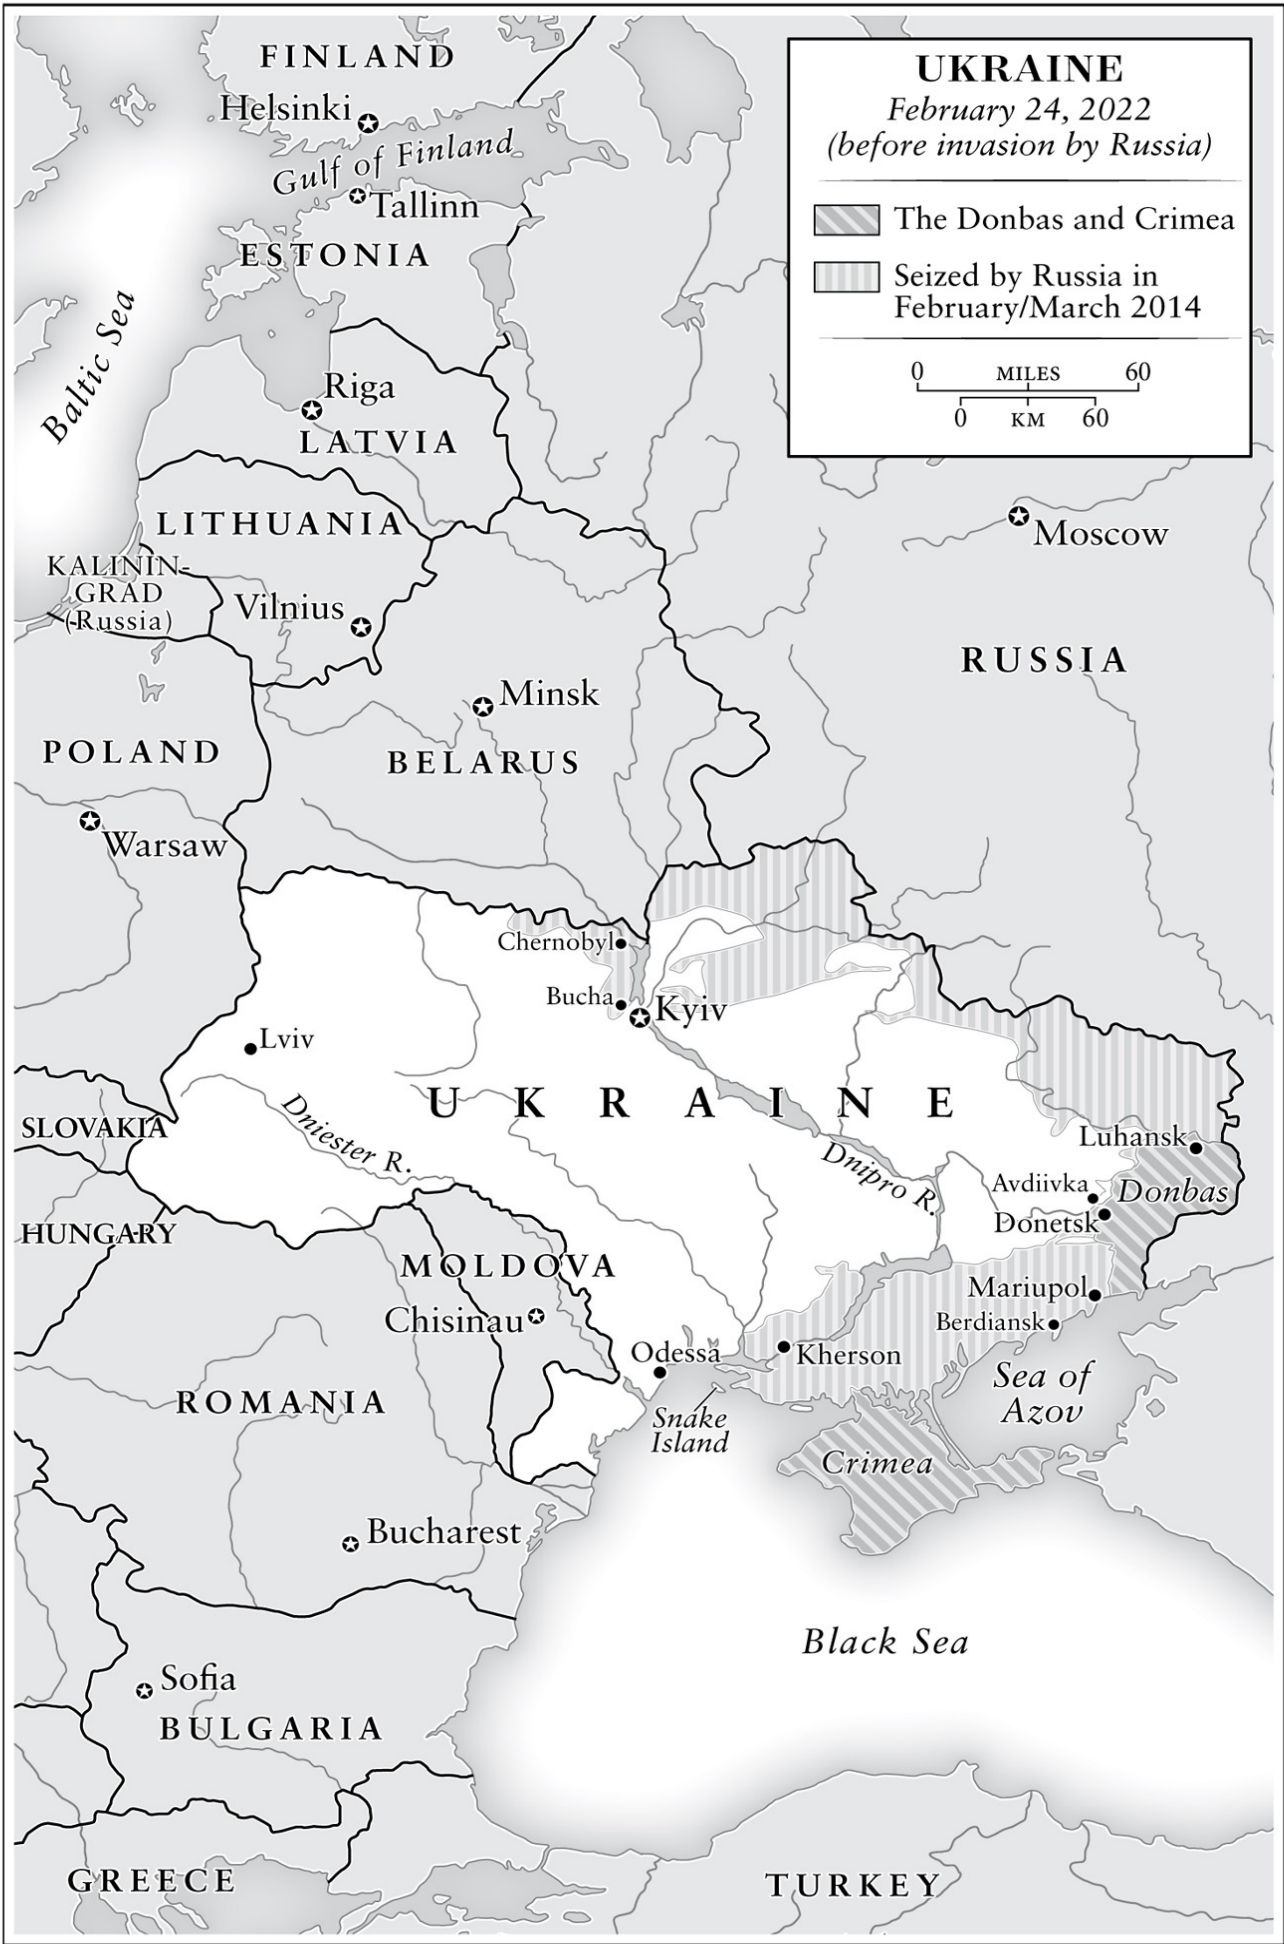 FINLAND
Helsinki
Gulf of Finland
Tallinn
ESTONIA
Baltic Sea
Riga
LATVIA
LITHUANIA
KALININ-
GRAD
(Russia)
Vilnius
UKRAINE
February 24, 2022
(before invasion by Russia)
The Donbas and Crimea
Seized by Russia in
February/March 2014
0 MILES 60
0 KM 60
Moscow
RUSSIA
Minsk
BELARUS
POLAND
Warsaw
Chernobyl
Bucha
Kyiv
Lviv
UKRAINE
SLOVAKIA
Dniester R.
Dnipro R.
Luhansk
Avdiivka
Donbas
Donetsk
HUNGARY
MOLDOVA
Chisinau
Mariupol
Berdiansk
Odessa
Kherson
Snake
Island
Sea of
Azov
Crimea
ROMANIA
Bucharest
Black Sea
Sofia
BULGARIA
GREECE
TURKEY